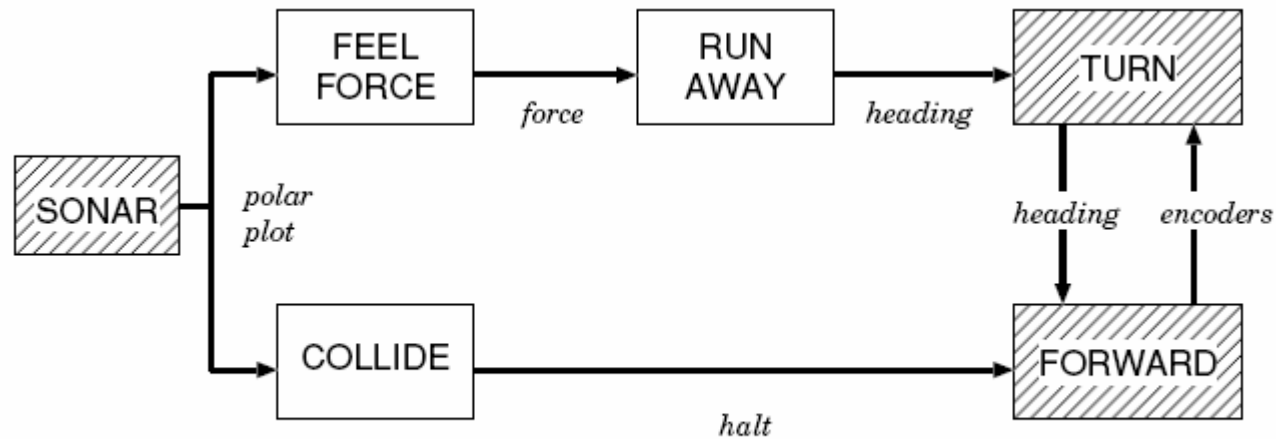 FEEL
FORCE
RUN
AWAY
TURN
force
heading
SONAR
polar
plot
heading
encoders
COLLIDE
FORWARD
halt